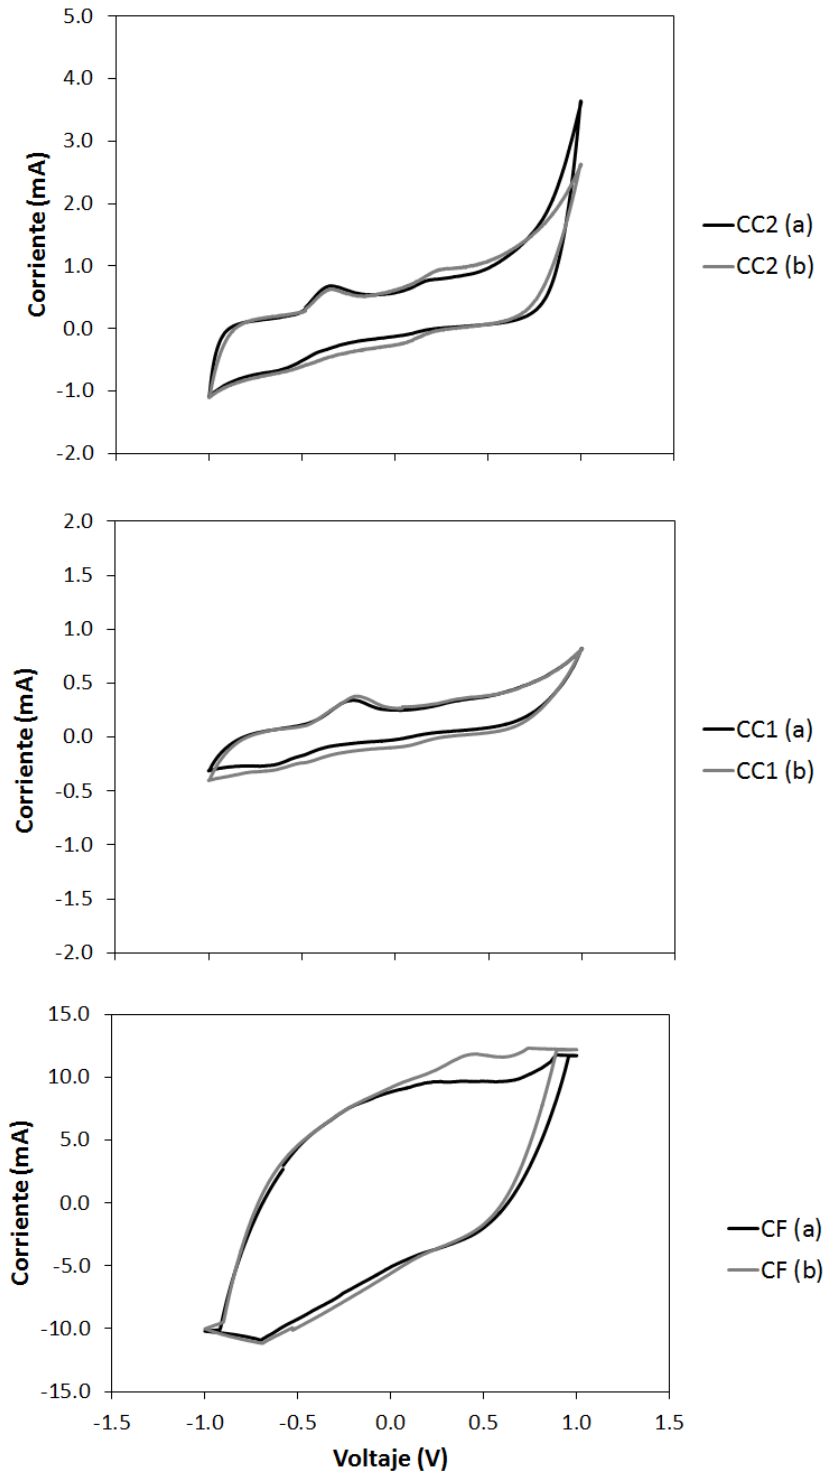 5.0
4.0
3.0
2.0
1.0
0.0
-1.0
-2.0
Corriente (mA)
CC2 (a)
CC2 (b)
2.0
1.5
1.0
0.5
0.0
-0.5
-1.0
-1.5
-2.0
Corriente (mA)
CC1 (a)
CC1 (b)
15.0
10.0
5.0
0.0
-5.0
-10.0
-15.0
Corriente (mA)
CF (a)
CF (b)
-1.5 -1.0 -0.5 0.0 0.5 1.0 1.5
Voltaje (V)